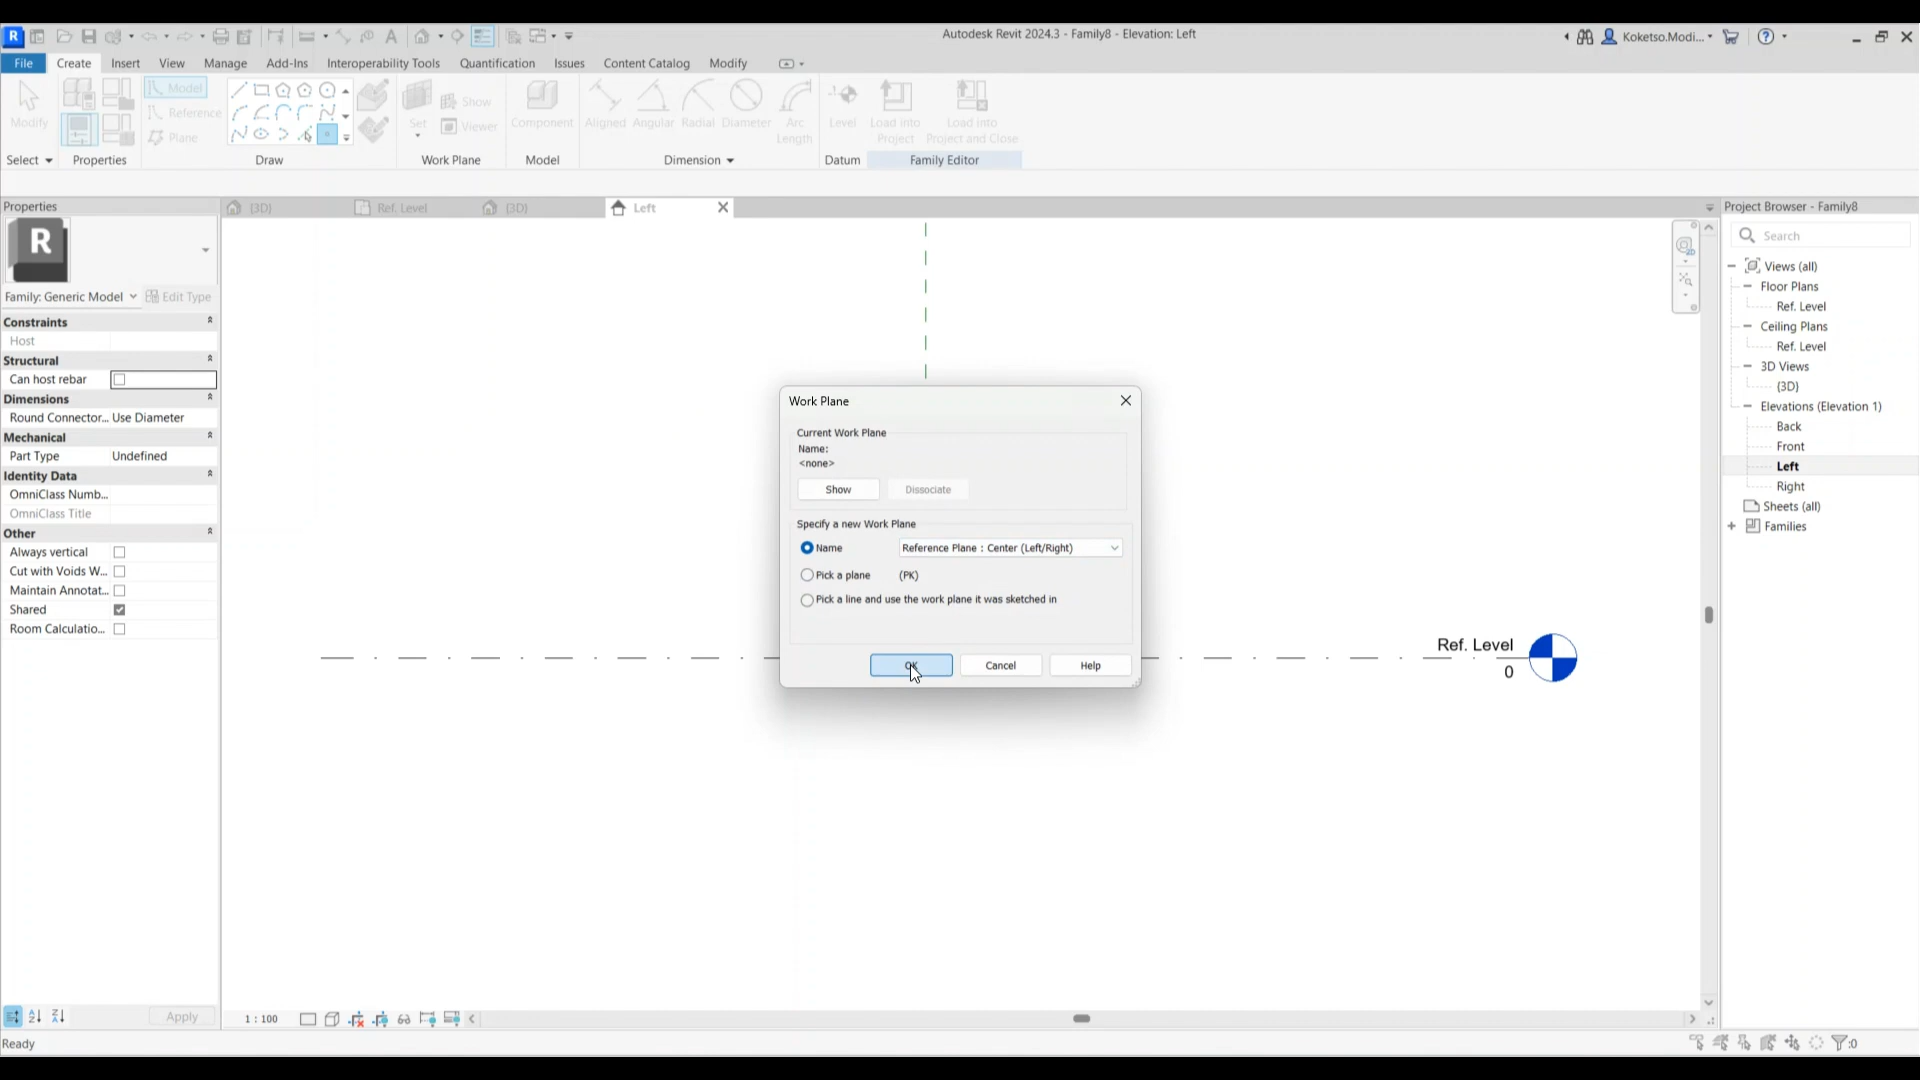 Autodesk Revit 2024.3 - Family8 - Elevation: Left
Koketso.Modi...
File Create Insert View Manage Add-Ins Interoperability Tools Quantification Issues Content Catalog Modify
Modify
Model
Reference
Plane
Set
Show
Viewer
Component
Aligned Angular Radial Diameter Arc
Length
Level
Load into
Project
Load into
Project and Close
Select Properties Draw Work Plane Model Dimension Datum Family Editor
Properties
{3D} Ref. Level {3D} Left
Project Browser - Family8
R
Search
Family: Generic Model Edit Type
Constraints
Host
Structural
Can host rebar
Dimensions
Round Connector... Use Diameter
Mechanical
Part Type Undefined
Identity Data
OmniClass Numb...
OmniClass Title
Other
Always vertical
Cut with Voids W...
Maintain Annotat...
Shared
Room Calculatio...
Apply
Work Plane
Current Work Plane
Name:
<none>
Show Dissociate
Specify a new Work Plane
Name Reference Plane : Center (Left/Right)
Pick a plane (PK)
Pick a line and use the work plane it was sketched in
OK Cancel Help
Ref. Level
0
Views (all)
Floor Plans
Ref. Level
Ceiling Plans
Ref. Level
3D Views
{3D}
Elevations (Elevation 1)
Back
Front
Left
Right
Sheets (all)
Families
1 : 100
Ready
:0